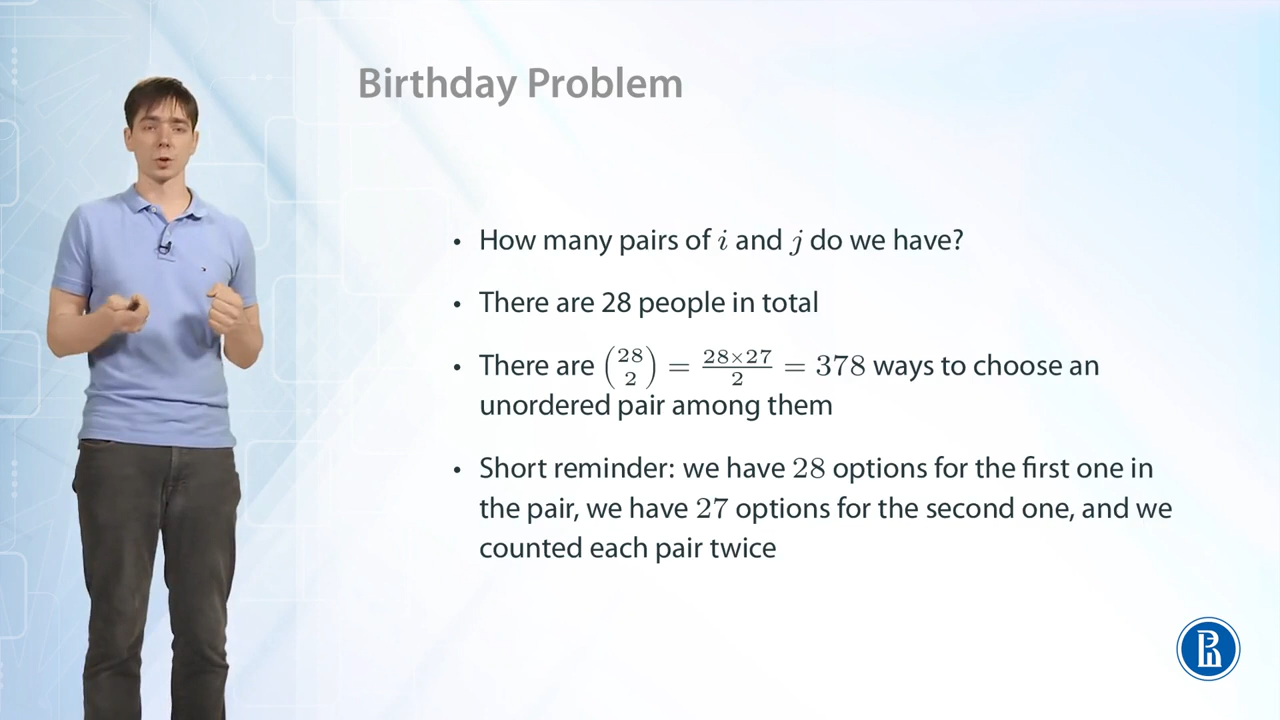 Birthday Problem
• How many pairs of i and j do we have?
• There are 28 people in total
• There are (28 2) = 28×27/2 = 378 ways to choose an
unordered pair among them
• Short reminder: we have 28 options for the first one in
the pair, we have 27 options for the second one, and we
counted each pair twice